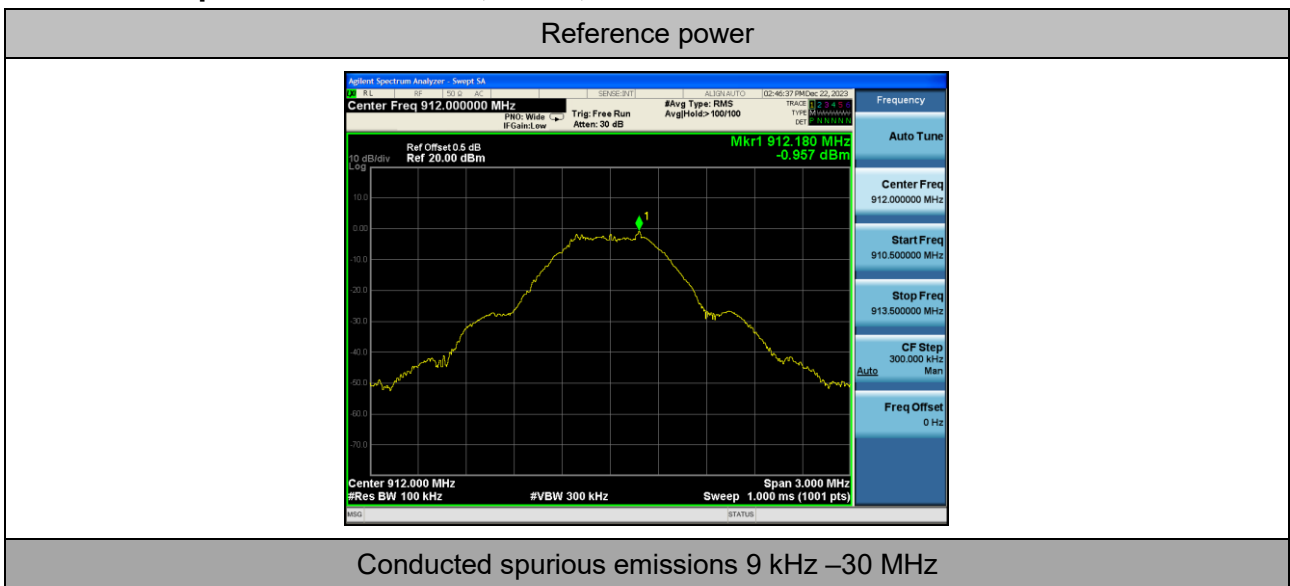 Reference power
Agilent Spectrum Analyzer - Swept SA
RL RF 50 Ω AC SENSE:INT ALIGNAUTO 02:46:37 PM Dec 22, 2023
Center Freq 912.000000 MHz
PNO: Wide
IFGain:Low
Trig: Free Run
Atten: 30 dB
#Avg Type: RMS
Avg|Hold:> 100/100
TRACE 1 2 3 4 5 6
TYPE
DET P N N N N N
Mkr1 912.180 MHz
-0.957 dBm
Ref Offset 0.5 dB
Ref 20.00 dBm
10 dB/div
Log
10.0
0.00
-10.0
-20.0
-30.0
-40.0
-50.0
-60.0
-70.0
1
Center 912.000 MHz
Span 3.000 MHz
#Res BW 100 kHz
#VBW 300 kHz
Sweep 1.000 ms (1001 pts)
MSG
STATUS
Frequency
Auto Tune
Center Freq
912.000000 MHz
Start Freq
910.500000 MHz
Stop Freq
913.500000 MHz
CF Step
300.000 kHz
Auto Man
Freq Offset
0 Hz
Conducted spurious emissions 9 kHz –30 MHz